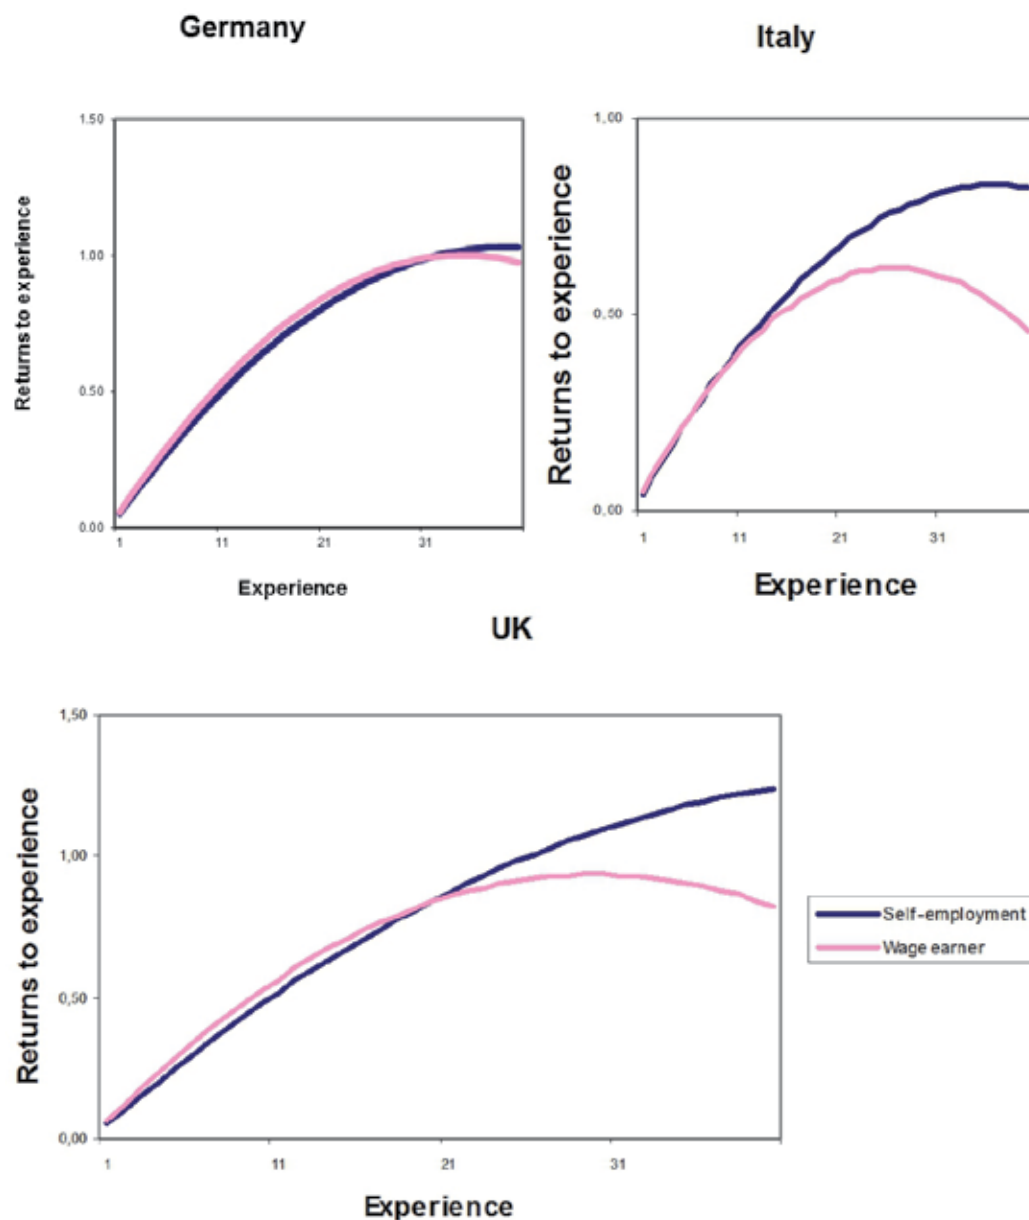 Germany
Italy
1.50
1.00
0.50
0.00
Returns to experience
1
11
21
31
Experience
1,00
0,50
0,00
Returns to experience
1
11
21
31
Experience
UK
1,50
1,00
0,50
0,00
Returns to experience
1
11
21
31
Experience
Self-employment
Wage earner